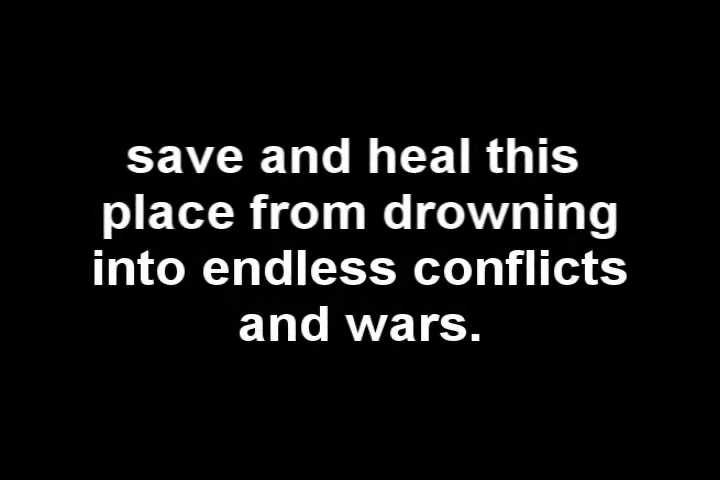 save and heal this
place from drowning
into endless conflicts
and wars.